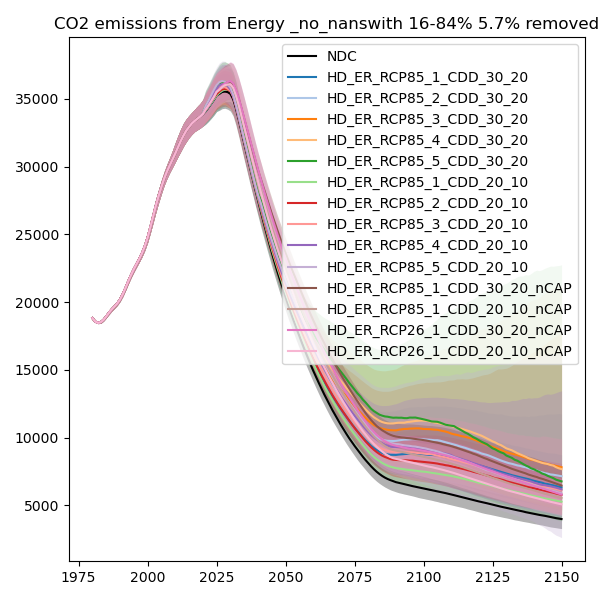 CO2 emissions from Energy _no_nanswith 16-84% 5.7% removed
NDC
HD_ER_RCP85_1_CDD_30_20
HD_ER_RCP85_2_CDD_30_20
HD_ER_RCP85_3_CDD_30_20
HD_ER_RCP85_4_CDD_30_20
HD_ER_RCP85_5_CDD_30_20
HD_ER_RCP85_1_CDD_20_10
HD_ER_RCP85_2_CDD_20_10
HD_ER_RCP85_3_CDD_20_10
HD_ER_RCP85_4_CDD_20_10
HD_ER_RCP85_5_CDD_20_10
HD_ER_RCP85_1_CDD_30_20_nCAP
HD_ER_RCP85_1_CDD_20_10_nCAP
HD_ER_RCP26_1_CDD_30_20_nCAP
HD_ER_RCP26_1_CDD_20_10_nCAP
35000
30000
25000
20000
15000
10000
5000
1975 2000 2025 2050 2075 2100 2125 2150